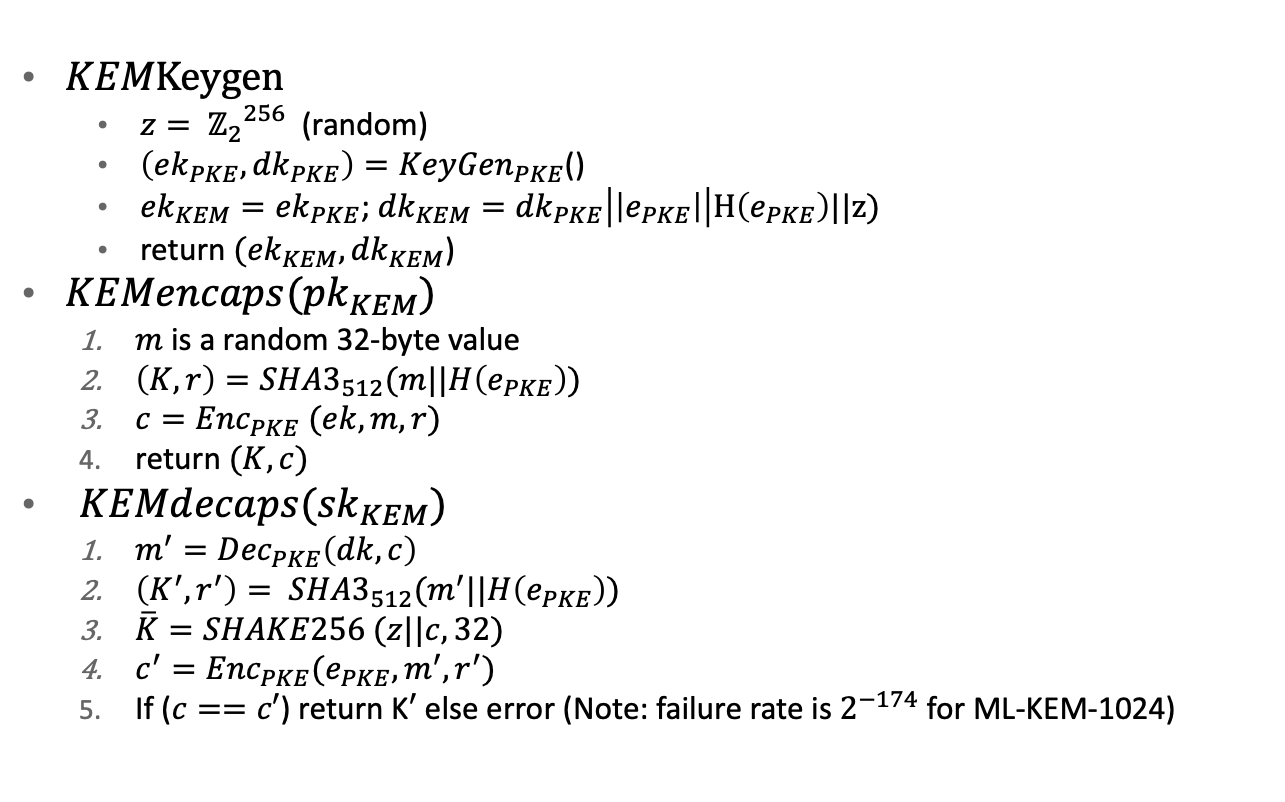 • KEMKeygen
• z = ℤ₂²⁵⁶ (random)
• (ek_PKE, dk_PKE) = KeyGen_PKE()
• ek_KEM = ek_PKE; dk_KEM = dk_PKE||e_PKE||H(e_PKE)||z)
• return (ek_KEM, dk_KEM)
• KEMencaps(pk_KEM)
1. m is a random 32-byte value
2. (K, r) = SHA3₅₁₂(m||H(e_PKE))
3. c = Enc_PKE (ek, m, r)
4. return (K, c)
• KEMdecaps(sk_KEM)
1. m′ = Dec_PKE(dk, c)
2. (K′, r′) = SHA3₅₁₂(m′||H(e_PKE))
3. K̄ = SHAKE256 (z||c, 32)
4. c′ = Enc_PKE(e_PKE, m′, r′)
5. If (c == c′) return K′ else error (Note: failure rate is 2⁻¹⁷⁴ for ML-KEM-1024)